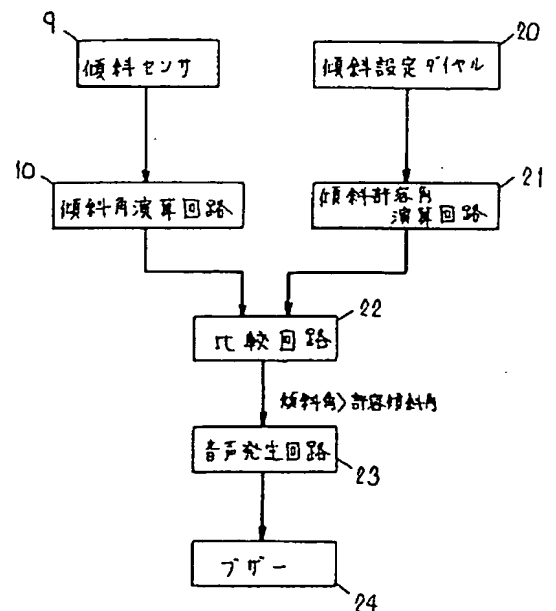 9
20
傾斜センサ
傾斜設定ダイヤル
10
21
傾斜角演算回路
傾斜許容角
演算回路
22
比較回路
傾斜角>許容傾斜角
音声発生回路
23
ブザー
24